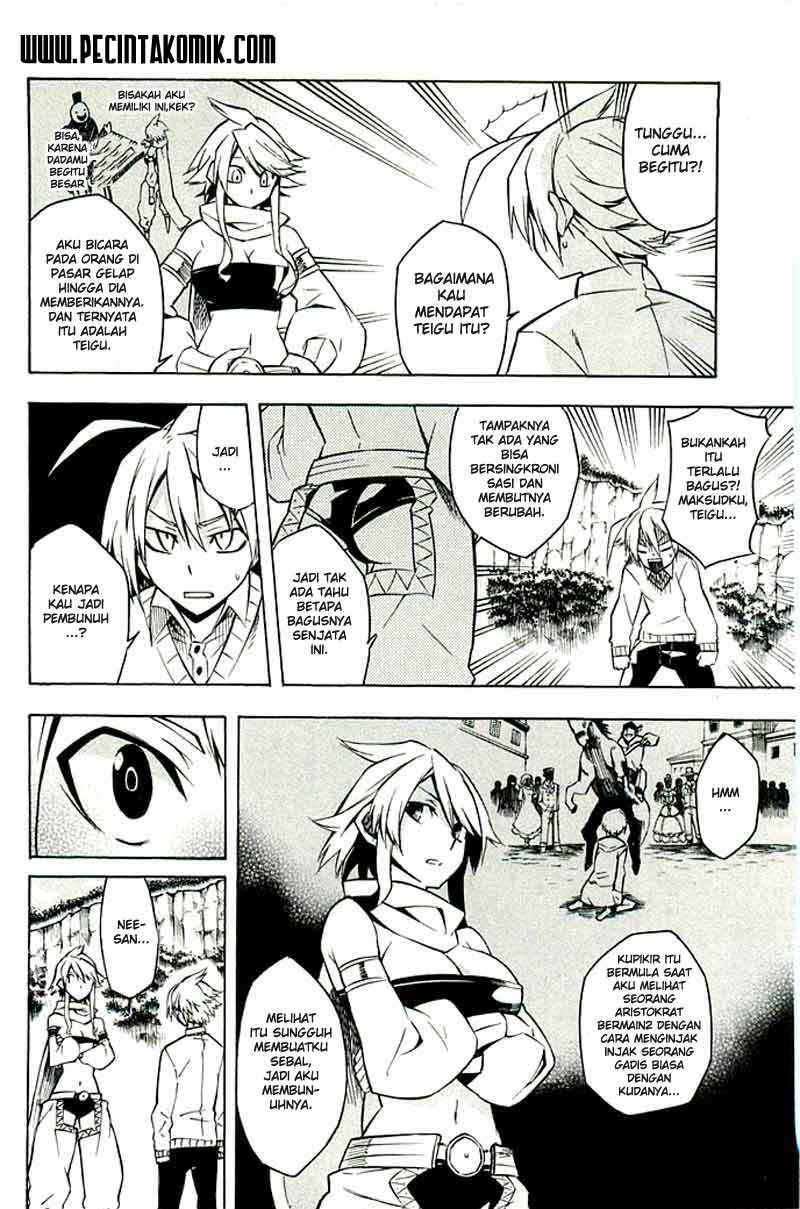 WWW.PECINTAKOMIK.COM
TUNGGU...
CUMA
BEGITU?!
BAGAIMANA
KAU
MENDAPAT
TEIGU ITU?
BISAKAH AKU
MEMILIKI INI,KEK?
BISA,
KARENA
DADAMU
BEGITU
BESAR
AKU BICARA
PADA ORANG DI
PASAR GELAP
HINGGA DIA
MEMBERIKANNYA.
DAN TERNYATA
ITU ADALAH
TEIGU.
BUKANKAH
ITU
TERLALU
BAGUS?!
MAKSUDKU,
TEIGU...
TAMPAKNYA
TAK ADA YANG
BISA
BERSINGKRONI
SASI DAN
MEMBUTNYA
BERUBAH.
JADI TAK
ADA TAHU
BETAPA
BAGUSNYA
SENJATA
INI.
JADI
...
KENAPA
KAU JADI
PEMBUNUH
...?
HMM
...
KUPIKIR ITU
BERMULA SAAT
AKU MELIHAT
SEORANG
ARISTOKRAT
BERMAIN2 DENGAN
CARA MENGINJAK
INJAK SEORANG
GADIS BIASA
DENGAN
KUDANYA...
MELIHAT
ITU SUNGGUH
MEMBUATKU
SEBAL,
JADI AKU
MEMBUN-
UHNYA.
NEE-
SAN...